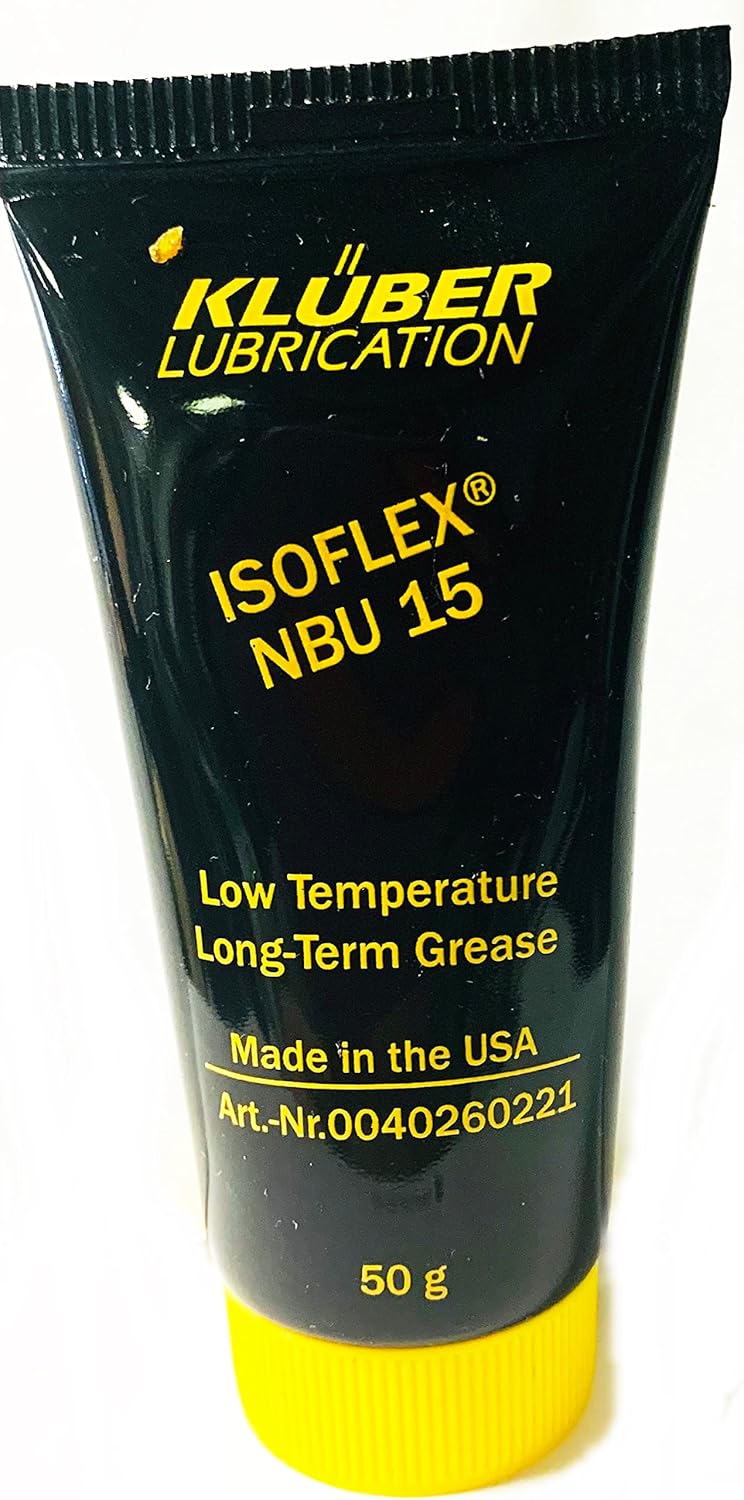 KLÜBER
LUBRICATION
ISOFLEX®
NBU 15
Low Temperature
Long-Term Grease
Made in the USA
Art.-Nr.0040260221
50 g